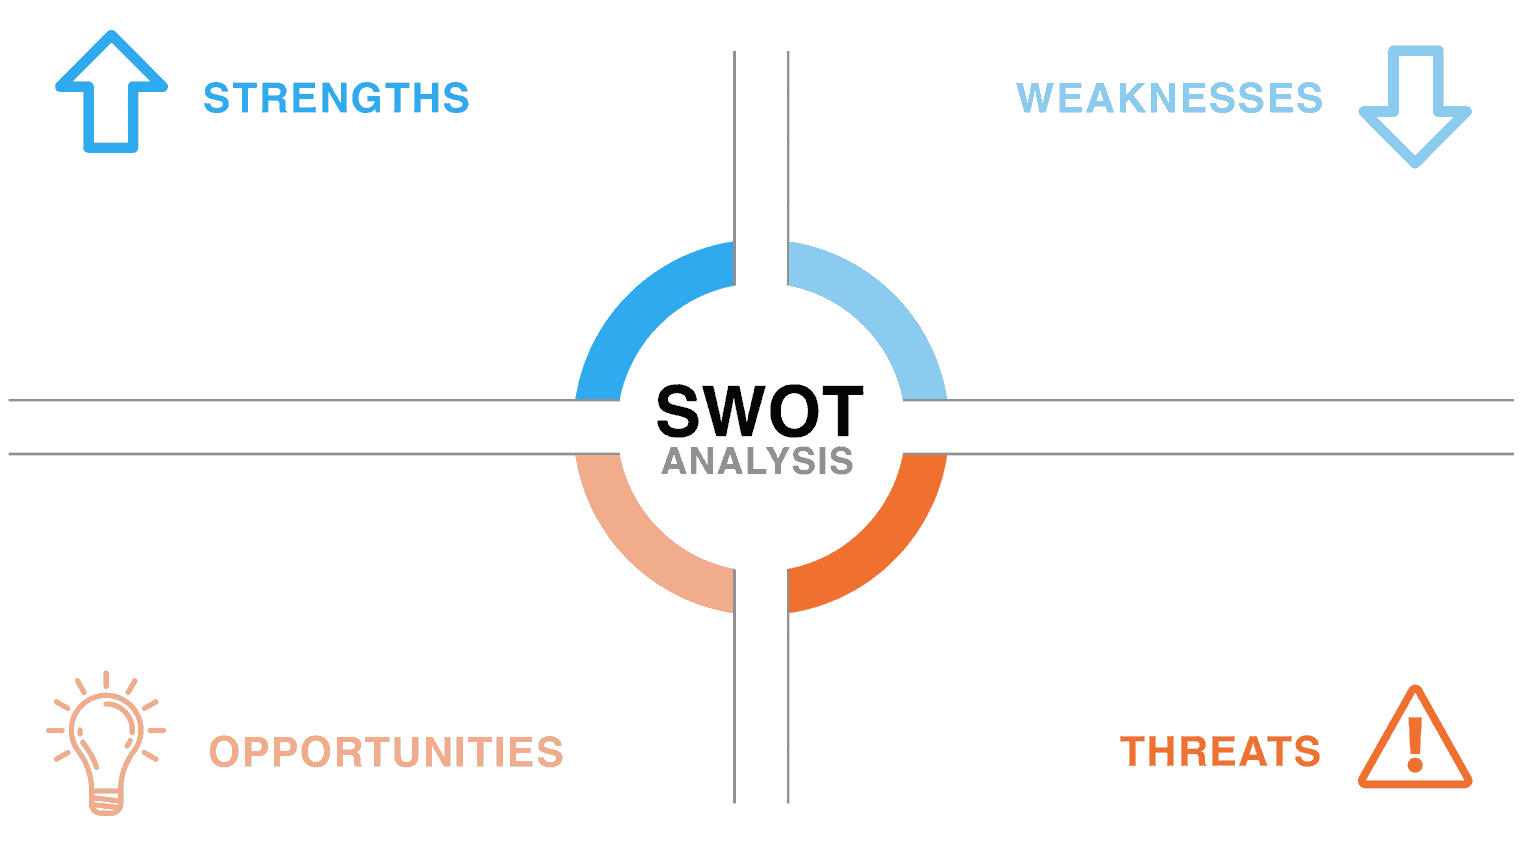 STRENGTHS
WEAKNESSES
SWOT
ANALYSIS
OPPORTUNITIES
THREATS